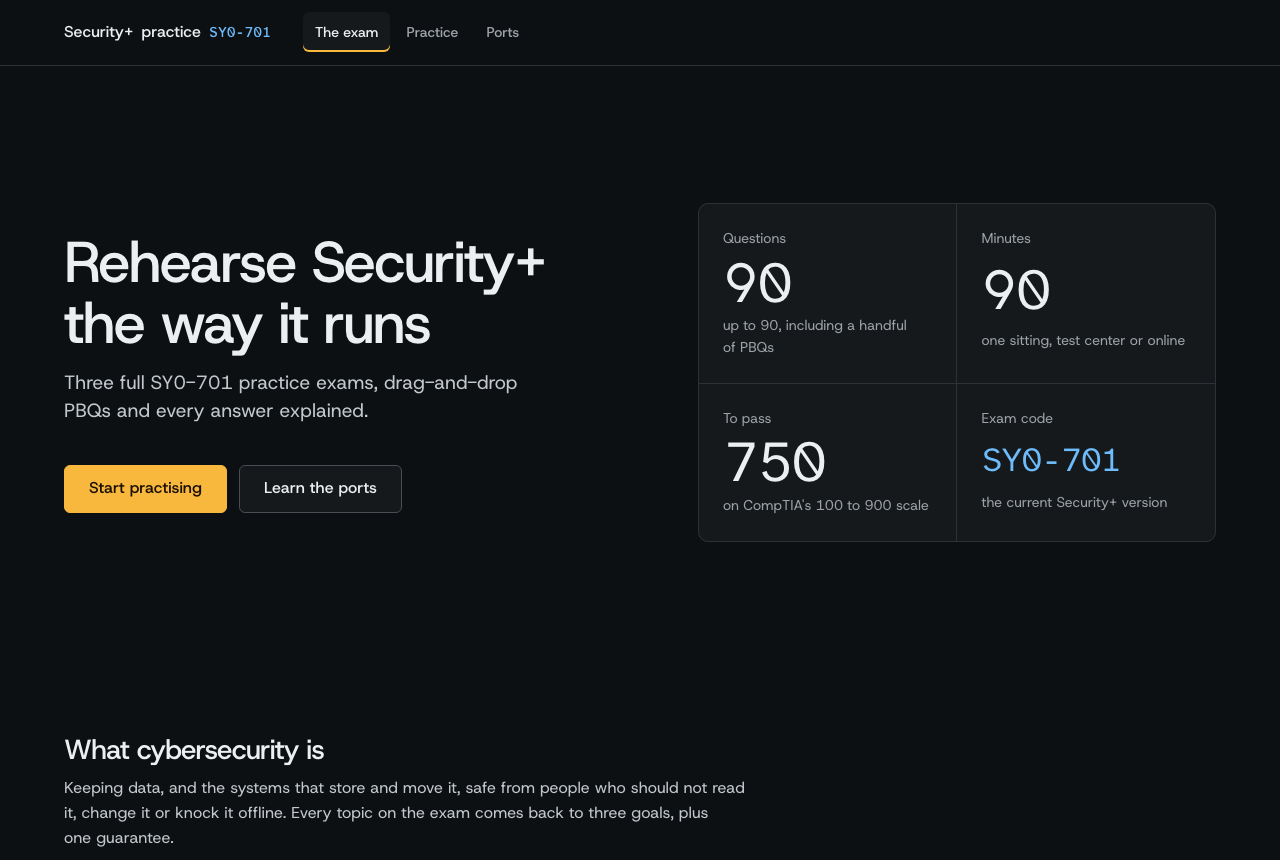 Security+ practice SY0-701
The exam
Practice
Ports
Rehearse Security+
the way it runs
Three full SY0-701 practice exams, drag-and-drop
PBQs and every answer explained.
Start practising
Learn the ports
Questions
90
up to 90, including a handful
of PBQs
Minutes
90
one sitting, test center or online
To pass
750
on CompTIA's 100 to 900 scale
Exam code
SY0-701
the current Security+ version
What cybersecurity is
Keeping data, and the systems that store and move it, safe from people who should not read
it, change it or knock it offline. Every topic on the exam comes back to three goals, plus
one guarantee.